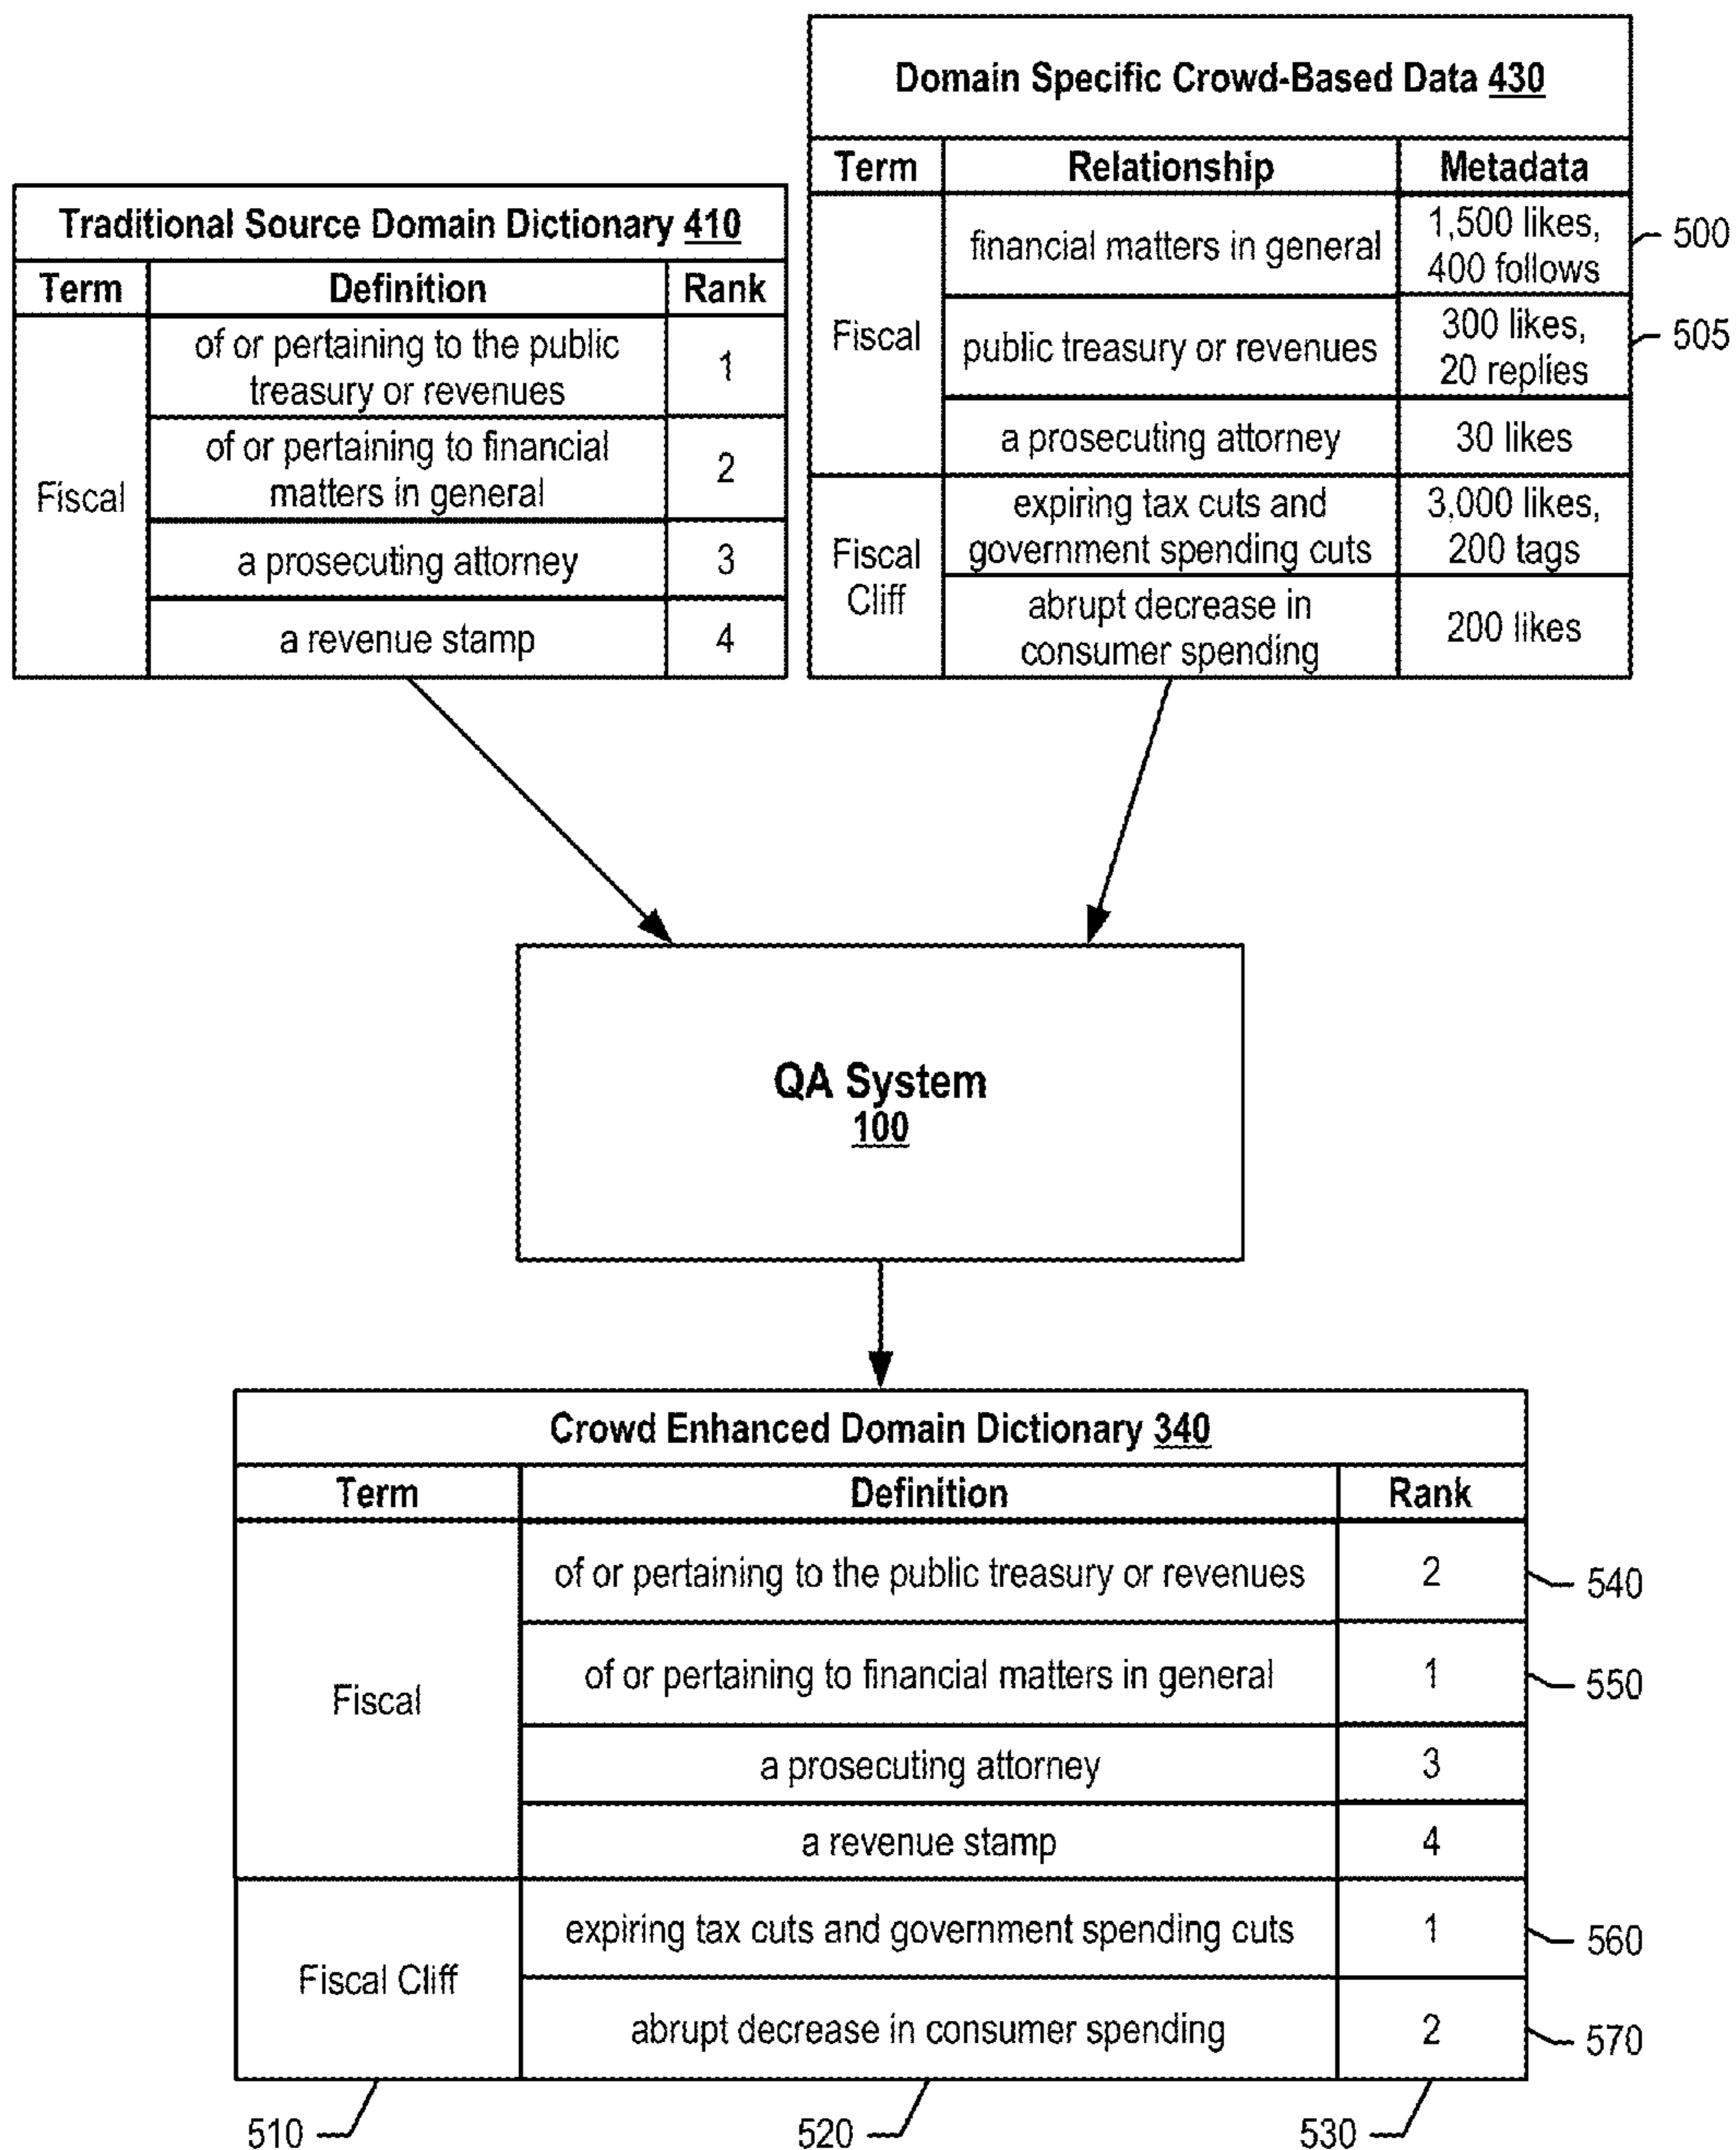 Domain Specific Crowd-Based Data 430
Term Relationship Metadata
Fiscal
financial matters in general
1,500 likes,
400 follows
500
public treasury or revenues
300 likes,
20 replies
505
a prosecuting attorney
30 likes
Fiscal
Cliff
expiring tax cuts and
government spending cuts
3,000 likes,
200 tags
abrupt decrease in
consumer spending
200 likes
Traditional Source Domain Dictionary 410
Term Definition Rank
Fiscal
of or pertaining to the public
treasury or revenues
1
of or pertaining to financial
matters in general
2
a prosecuting attorney
3
a revenue stamp
4
QA System
100
Crowd Enhanced Domain Dictionary 340
Term Definition Rank
Fiscal
of or pertaining to the public treasury or revenues 2 540
of or pertaining to financial matters in general 1 550
a prosecuting attorney 3
a revenue stamp 4
Fiscal Cliff
expiring tax cuts and government spending cuts 1 560
abrupt decrease in consumer spending 2 570
510 520 530